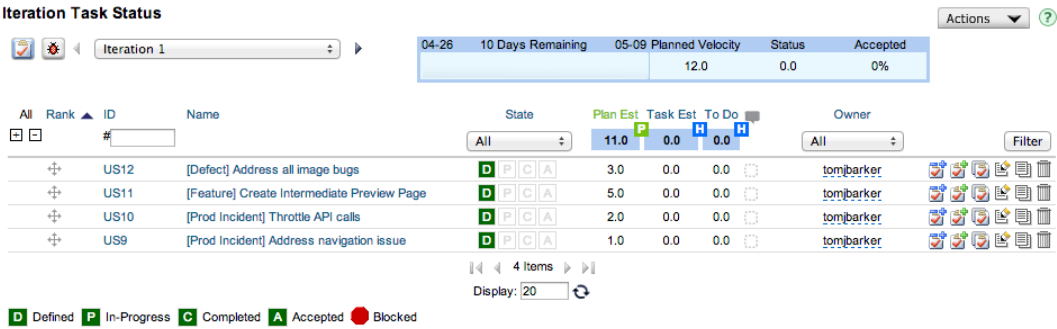 Iteration Task Status
Actions
?
Iteration 1
04-26 10 Days Remaining 05-09 Planned Velocity Status Accepted
12.0 0.0 0%
All Rank ID Name State Plan Est Task Est To Do Owner
# All 11.0 P 0.0 H 0.0 H All Filter
US12 [Defect] Address all image bugs D P C A 3.0 0.0 0.0 tomjbarker
US11 [Feature] Create Intermediate Preview Page D P C A 5.0 0.0 0.0 tomjbarker
US10 [Prod Incident] Throttle API calls D P C A 2.0 0.0 0.0 tomjbarker
US9 [Prod Incident] Address navigation issue D P C A 1.0 0.0 0.0 tomjbarker
4 Items
Display: 20
D Defined P In-Progress C Completed A Accepted Blocked